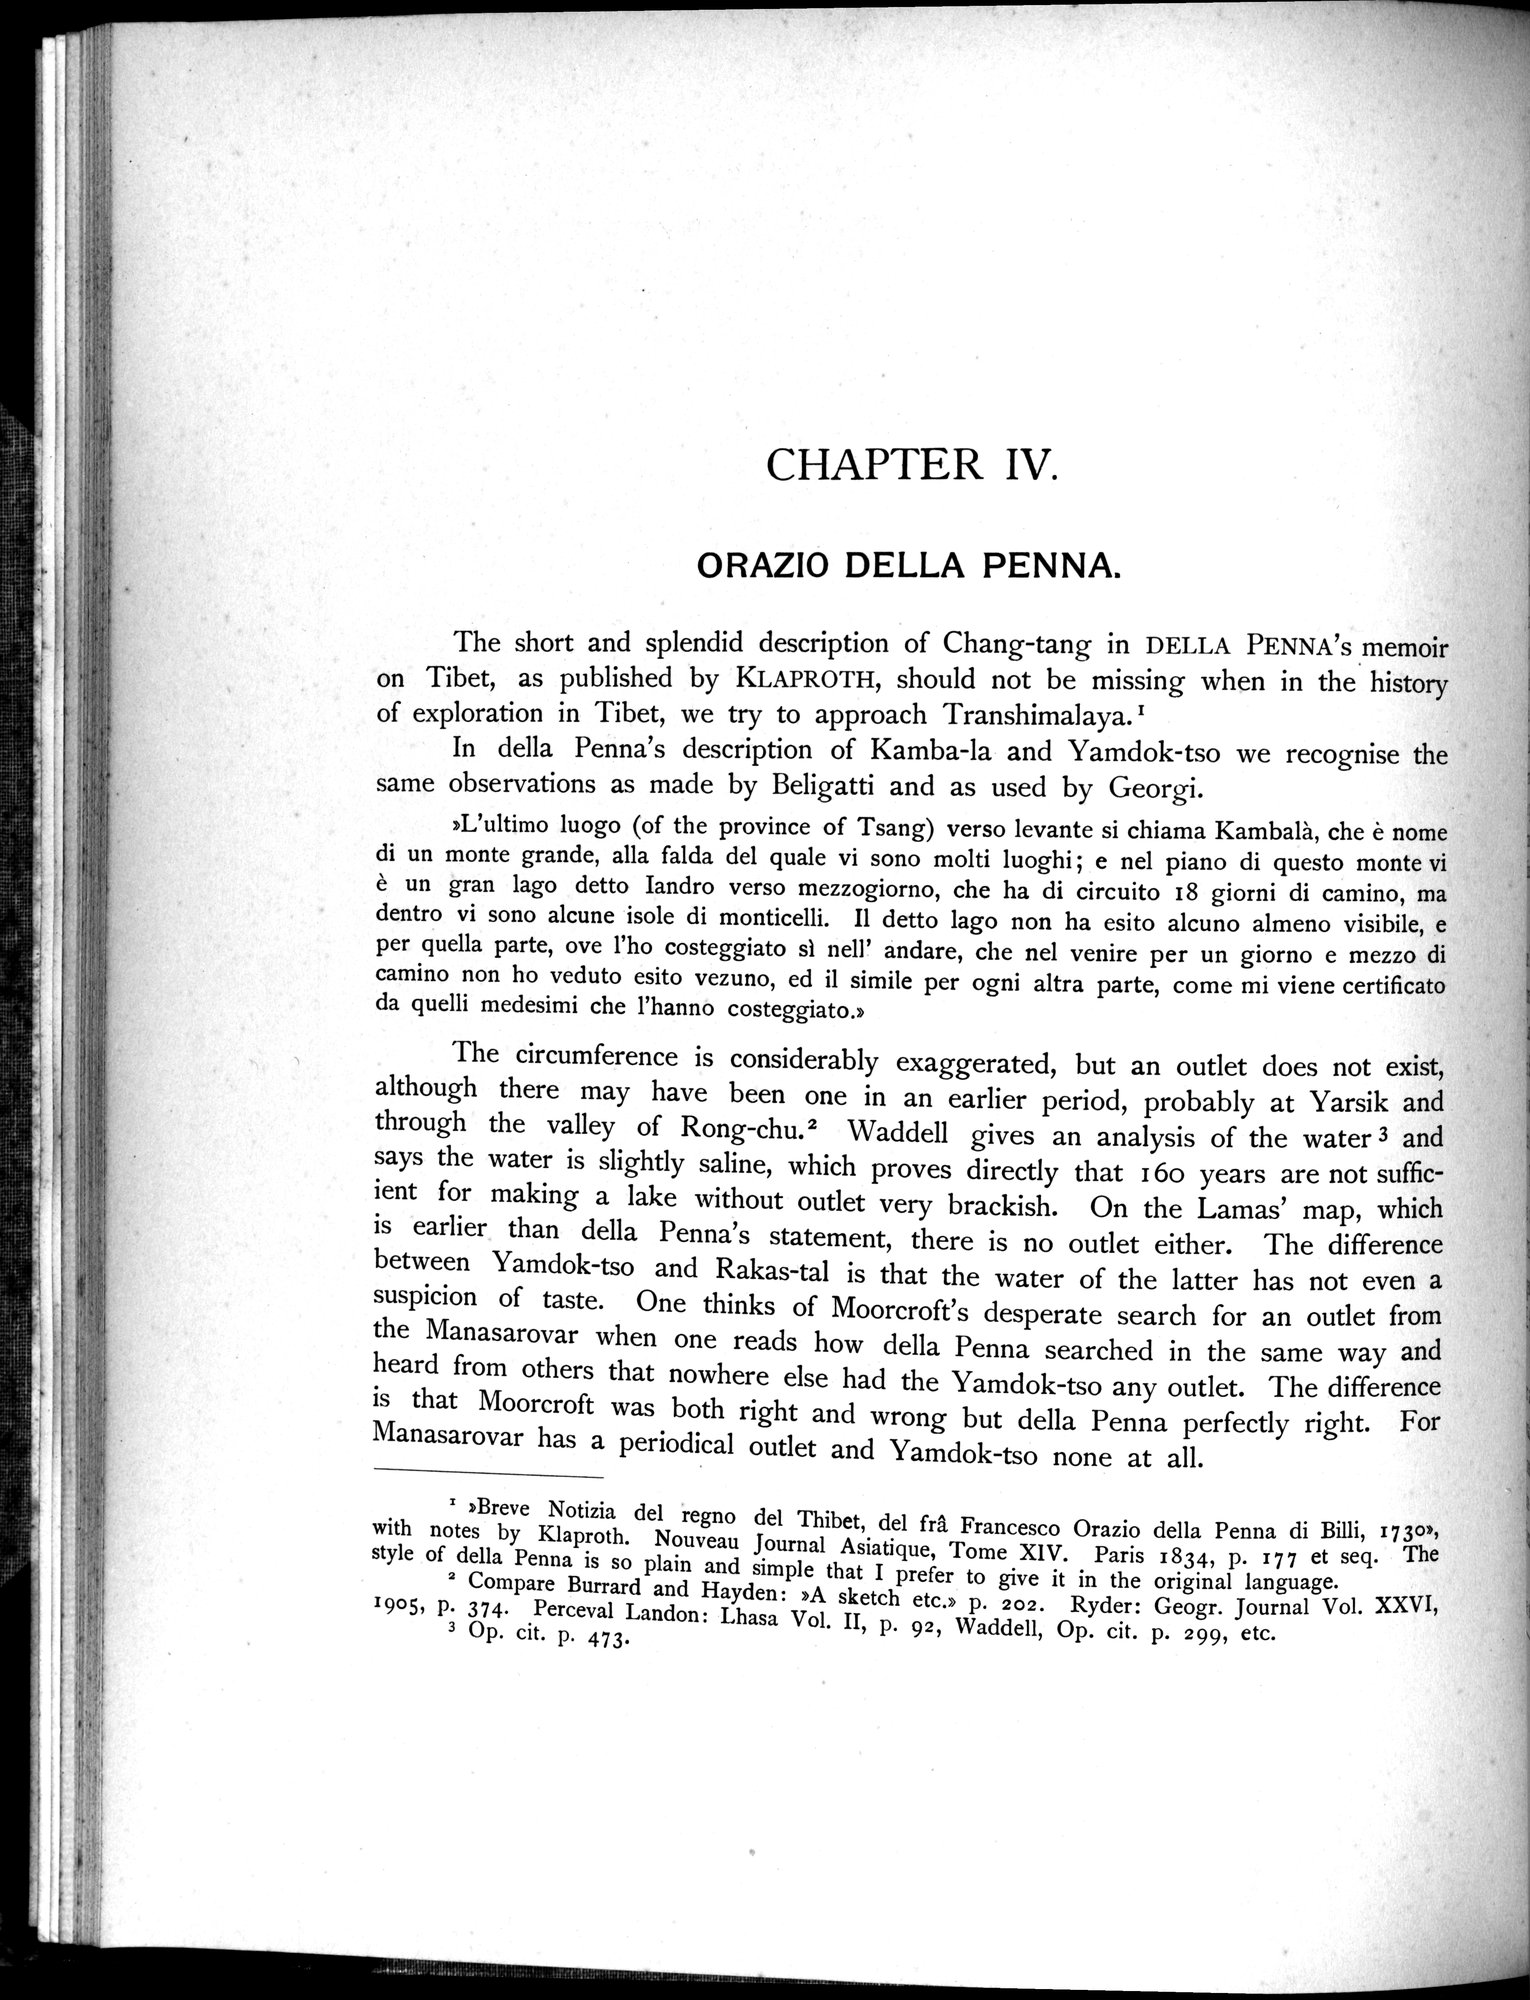 CHAPTER IV.
ORAZIO DELLA PENNA.
The short and splendid description of Chang-tang in DELLA PENNA's memoir
on Tibet, as published by KLAPROTH, should not be missing when in the history
of exploration in Tibet, we try to approach Transhimalaya.¹
In della Penna's description of Kamba-la and Yamdok-tso we recognise the
same observations as made by Beligatti and as used by Georgi.
»L'ultimo luogo (of the province of Tsang) verso levante si chiama Kambalà, che è nome
di un monte grande, alla falda del quale vi sono molti luoghi; e nel piano di questo monte vi
è un gran lago detto Iandro verso mezzogiorno, che ha di circuito 18 giorni di camino, ma
dentro vi sono alcune isole di monticelli. Il detto lago non ha esito alcuno almeno visibile, e
per quella parte, ove l'ho costeggiato sì nell' andare, che nel venire per un giorno e mezzo di
camino non ho veduto esito vezuno, ed il simile per ogni altra parte, come mi viene certificato
da quelli medesimi che l'hanno costeggiato.»
The circumference is considerably exaggerated, but an outlet does not exist,
although there may have been one in an earlier period, probably at Yarsik and
through the valley of Rong-chu.² Waddell gives an analysis of the water³ and
says the water is slightly saline, which proves directly that 160 years are not suffic-
ient for making a lake without outlet very brackish. On the Lamas' map, which
is earlier than della Penna's statement, there is no outlet either. The difference
between Yamdok-tso and Rakas-tal is that the water of the latter has not even a
suspicion of taste. One thinks of Moorcroft's desperate search for an outlet from
the Manasarovar when one reads how della Penna searched in the same way and
heard from others that nowhere else had the Yamdok-tso any outlet. The difference
is that Moorcroft was both right and wrong but della Penna perfectly right. For
Manasarovar has a periodical outlet and Yamdok-tso none at all.
¹ »Breve Notizia del regno del Thibet, del frâ Francesco Orazio della Penna di Billi, 1730»,
with notes by Klaproth. Nouveau Journal Asiatique, Tome XIV. Paris 1834, p. 177 et seq. The
style of della Penna is so plain and simple that I prefer to give it in the original language.
² Compare Burrard and Hayden: »A sketch etc.» p. 202. Ryder: Geogr. Journal Vol. XXVI,
1905, p. 374. Perceval Landon: Lhasa Vol. II, p. 92, Waddell, Op. cit. p. 299, etc.
³ Op. cit. p. 473.